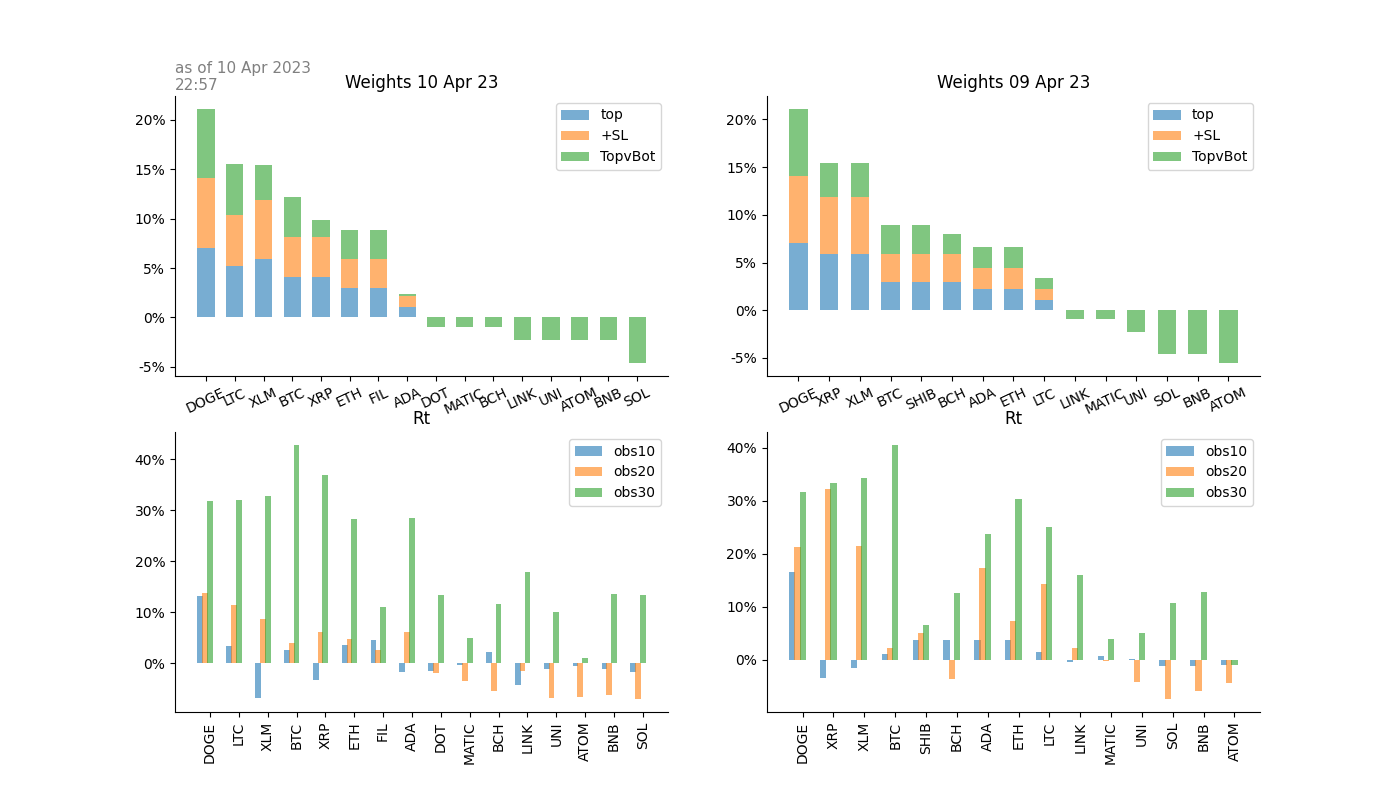 as of 10 Apr 2023
22:57
Weights 10 Apr 23
20%
15%
10%
5%
0%
-5%
top
+SL
TopvBot
DOGE LTC XLM BTC XRP ETH FIL ADA DOT MATIC BCH LINK UNI ATOM BNB SOL
Weights 09 Apr 23
20%
15%
10%
5%
0%
-5%
top
+SL
TopvBot
DOGE XRP XLM BTC SHIB BCH ADA ETH LTC LINK MATIC UNI SOL BNB ATOM
Rt
40%
30%
20%
10%
0%
obs10
obs20
obs30
DOGE LTC XLM BTC XRP ETH FIL ADA DOT MATIC BCH LINK UNI ATOM BNB SOL
Rt
40%
30%
20%
10%
0%
obs10
obs20
obs30
DOGE XRP XLM BTC SHIB BCH ADA ETH LTC LINK MATIC UNI SOL BNB ATOM